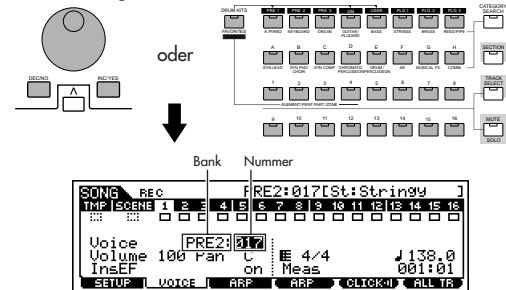 DRUM KITS
FAVORITES
PRE 1 PRE 2 PRE 3 GM USER PLG 1 PLG 2 PLG 3
A. PIANO KEYBOARD ORGAN GUITAR/PLUCKED BASS STRINGS BRASS REED/PIPE
CATEGORY SEARCH
A B C D E F G H
SYN LEAD SYN PAD/CHOIR SYN COMP CHROMATIC PERCUSSION DRUM/PERCUSSION SE MUSICAL FX COMBI
SECTION
1 2 3 4 5 6 7 8
ELEMENT/PERF. PART/ZONE
TRACK SELECT
9 10 11 12 13 14 15 16
MUTE
SOLO
DEC/NO
INC/YES
oder
Bank Nummer
SONG REC PRE2:017[St:Stringy ]
TMP SCENE 1 2 3 4 5 6 7 8 9 10 11 12 13 14 15 16
Voice PRE2:017
Volume 100 Pan C 4/4 138.0
InsEF on Meas 001:01
SETUP VOICE ARP ARP CLICK ALL TR